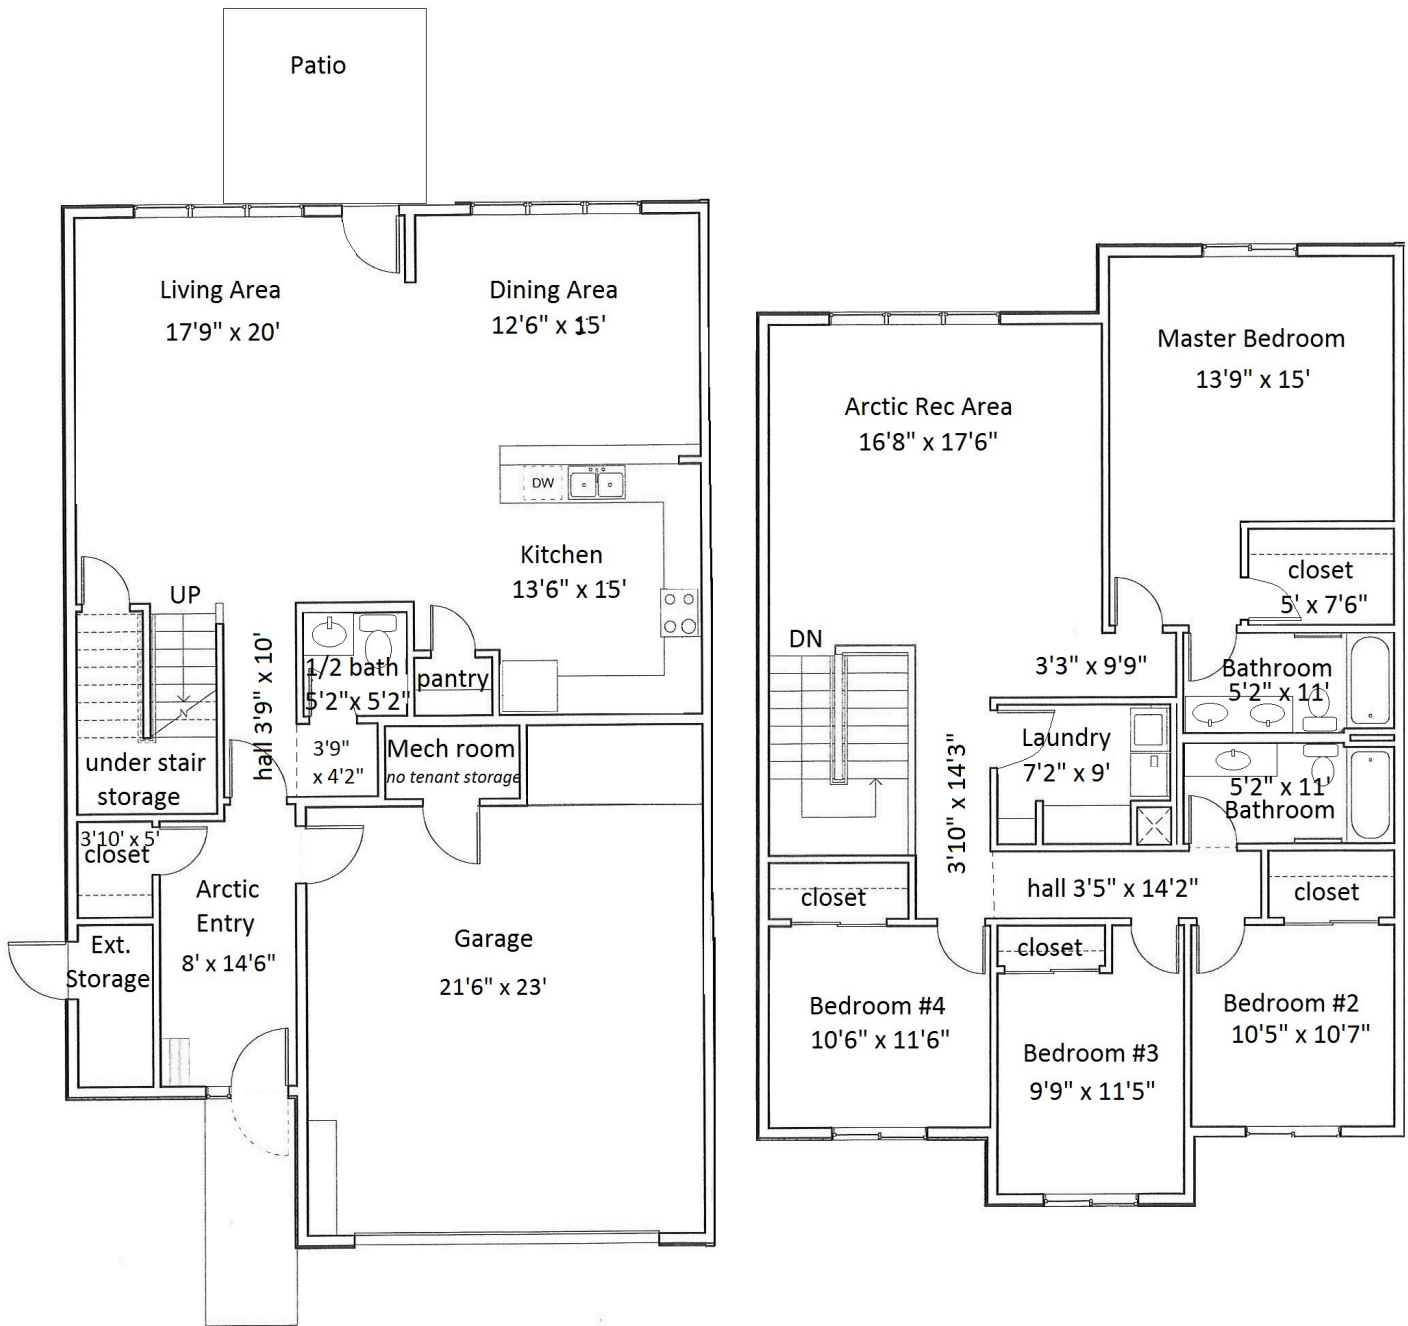 Patio
Living Area
17'9" x 20'
Dining Area
12'6" x 15'
DW
Kitchen
13'6" x 15'
UP
hall 3'9" x 10'
1/2 bath
5'2"x 5'2"
pantry
under stair
storage
3'9"
x 4'2"
Mech room
no tenant storage
3'10' x 5'
closet
Arctic
Entry
8' x 14'6"
Ext.
Storage
Garage
21'6" x 23'
Master Bedroom
13'9" x 15'
Arctic Rec Area
16'8" x 17'6"
closet
5' x 7'6"
DN
3'3" x 9'9"
Bathroom
5'2" x 11'
Laundry
7'2" x 9'
3'10" x 14'3"
5'2" x 11'
Bathroom
closet
hall 3'5" x 14'2"
closet
closet
Bedroom #4
10'6" x 11'6"
Bedroom #3
9'9" x 11'5"
Bedroom #2
10'5" x 10'7"